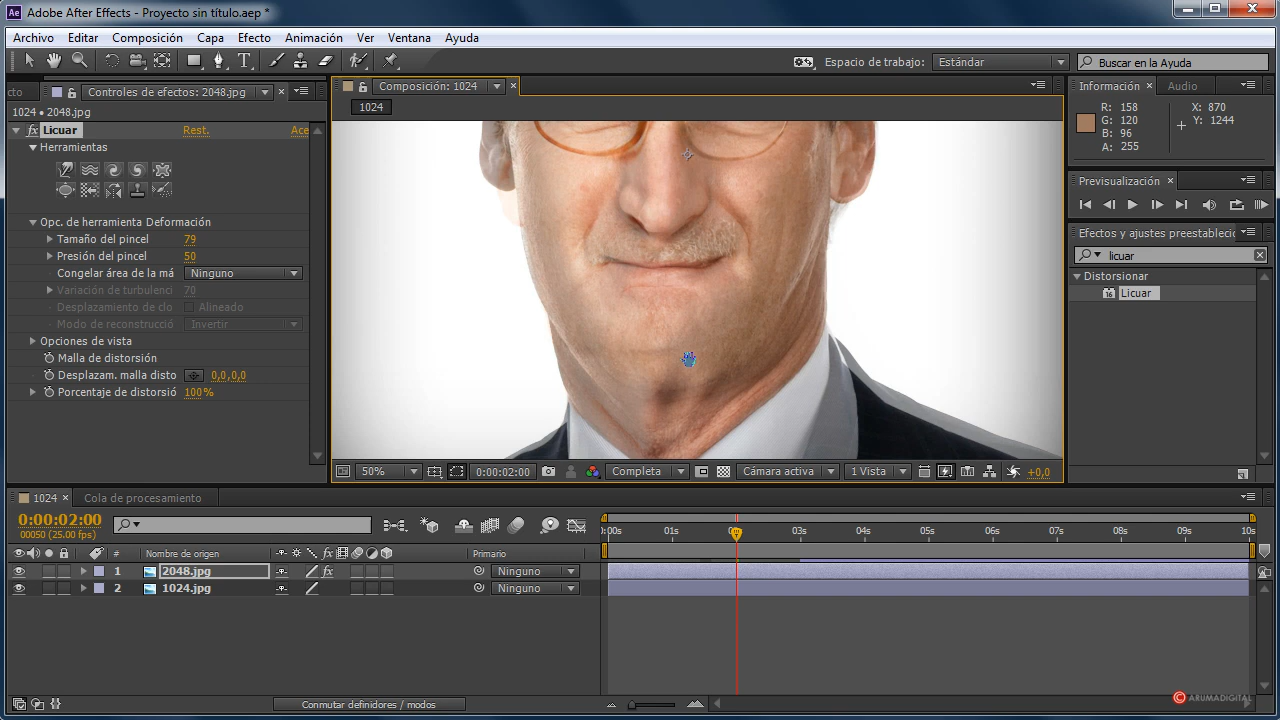 Adobe After Effects - Proyecto sin título.aep *
Archivo Editar Composición Capa Efecto Animación Ver Ventana Ayuda
Espacio de trabajo: Estándar Buscar en la Ayuda
cto Controles de efectos: 2048.jpg
1024 • 2048.jpg
fx Licuar Rest. Ace
Herramientas
Opc. de herramienta Deformación
Tamaño del pincel 79
Presión del pincel 50
Congelar área de la má Ninguno
Variación de turbulenci 70
Desplazamiento de clo Alineado
Modo de reconstrucció Invertir
Opciones de vista
Malla de distorsión
Desplazam. malla disto 0,0,0,0
Porcentaje de distorsió 100%
Composición: 1024
1024
50% 0:00:02:00 Completa Cámara activa 1 Vista +0,0
Información Audio
R: 158 X: 870
G: 120 Y: 1244
B: 96
A: 255
Previsualización
Efectos y ajustes preestablecic
licuar
Distorsionar
Licuar
1024 Cola de procesamiento
0:00:02:00
00050 (25.00 fps)
:00s 01s 03s 04s 05s 06s 07s 08s 09s 10s
# Nombre de origen fx Primario
1 2048.jpg fx Ninguno
2 1024.jpg Ninguno
Conmutar definidores / modos
© ARUMADIGITAL